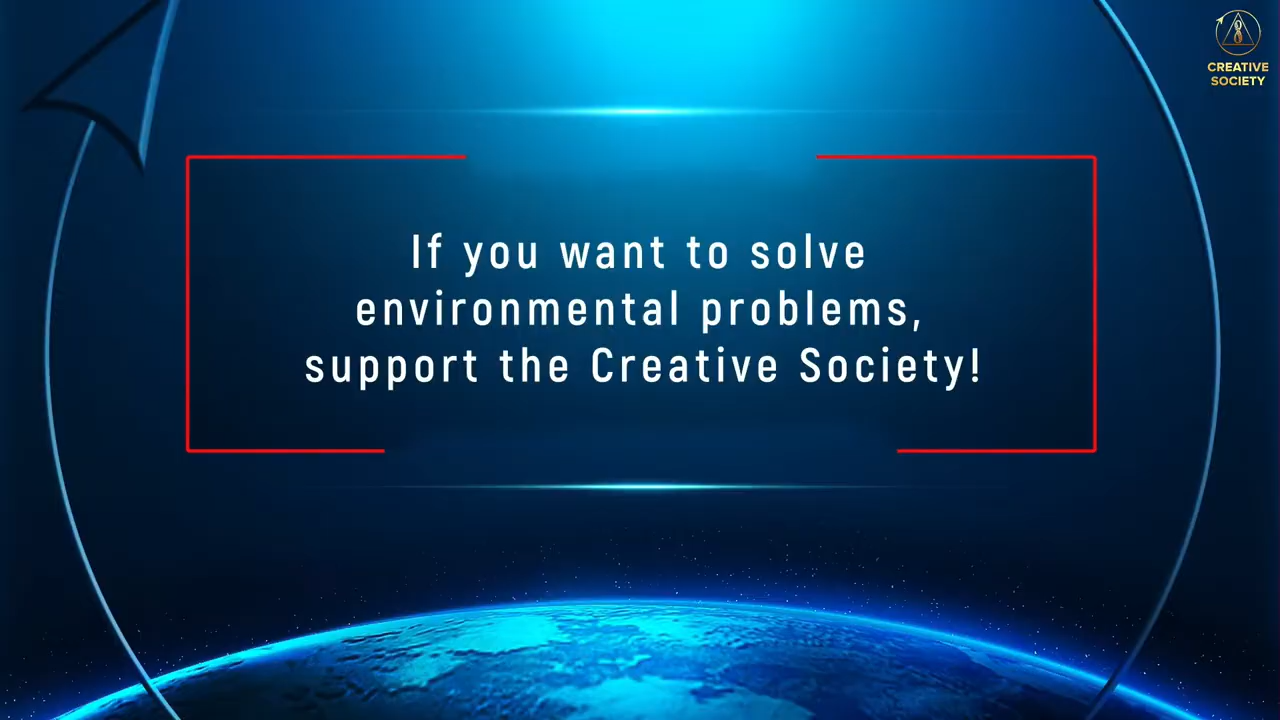 CREATIVE
SOCIETY
If you want to solve
environmental problems,
support the Creative Society!